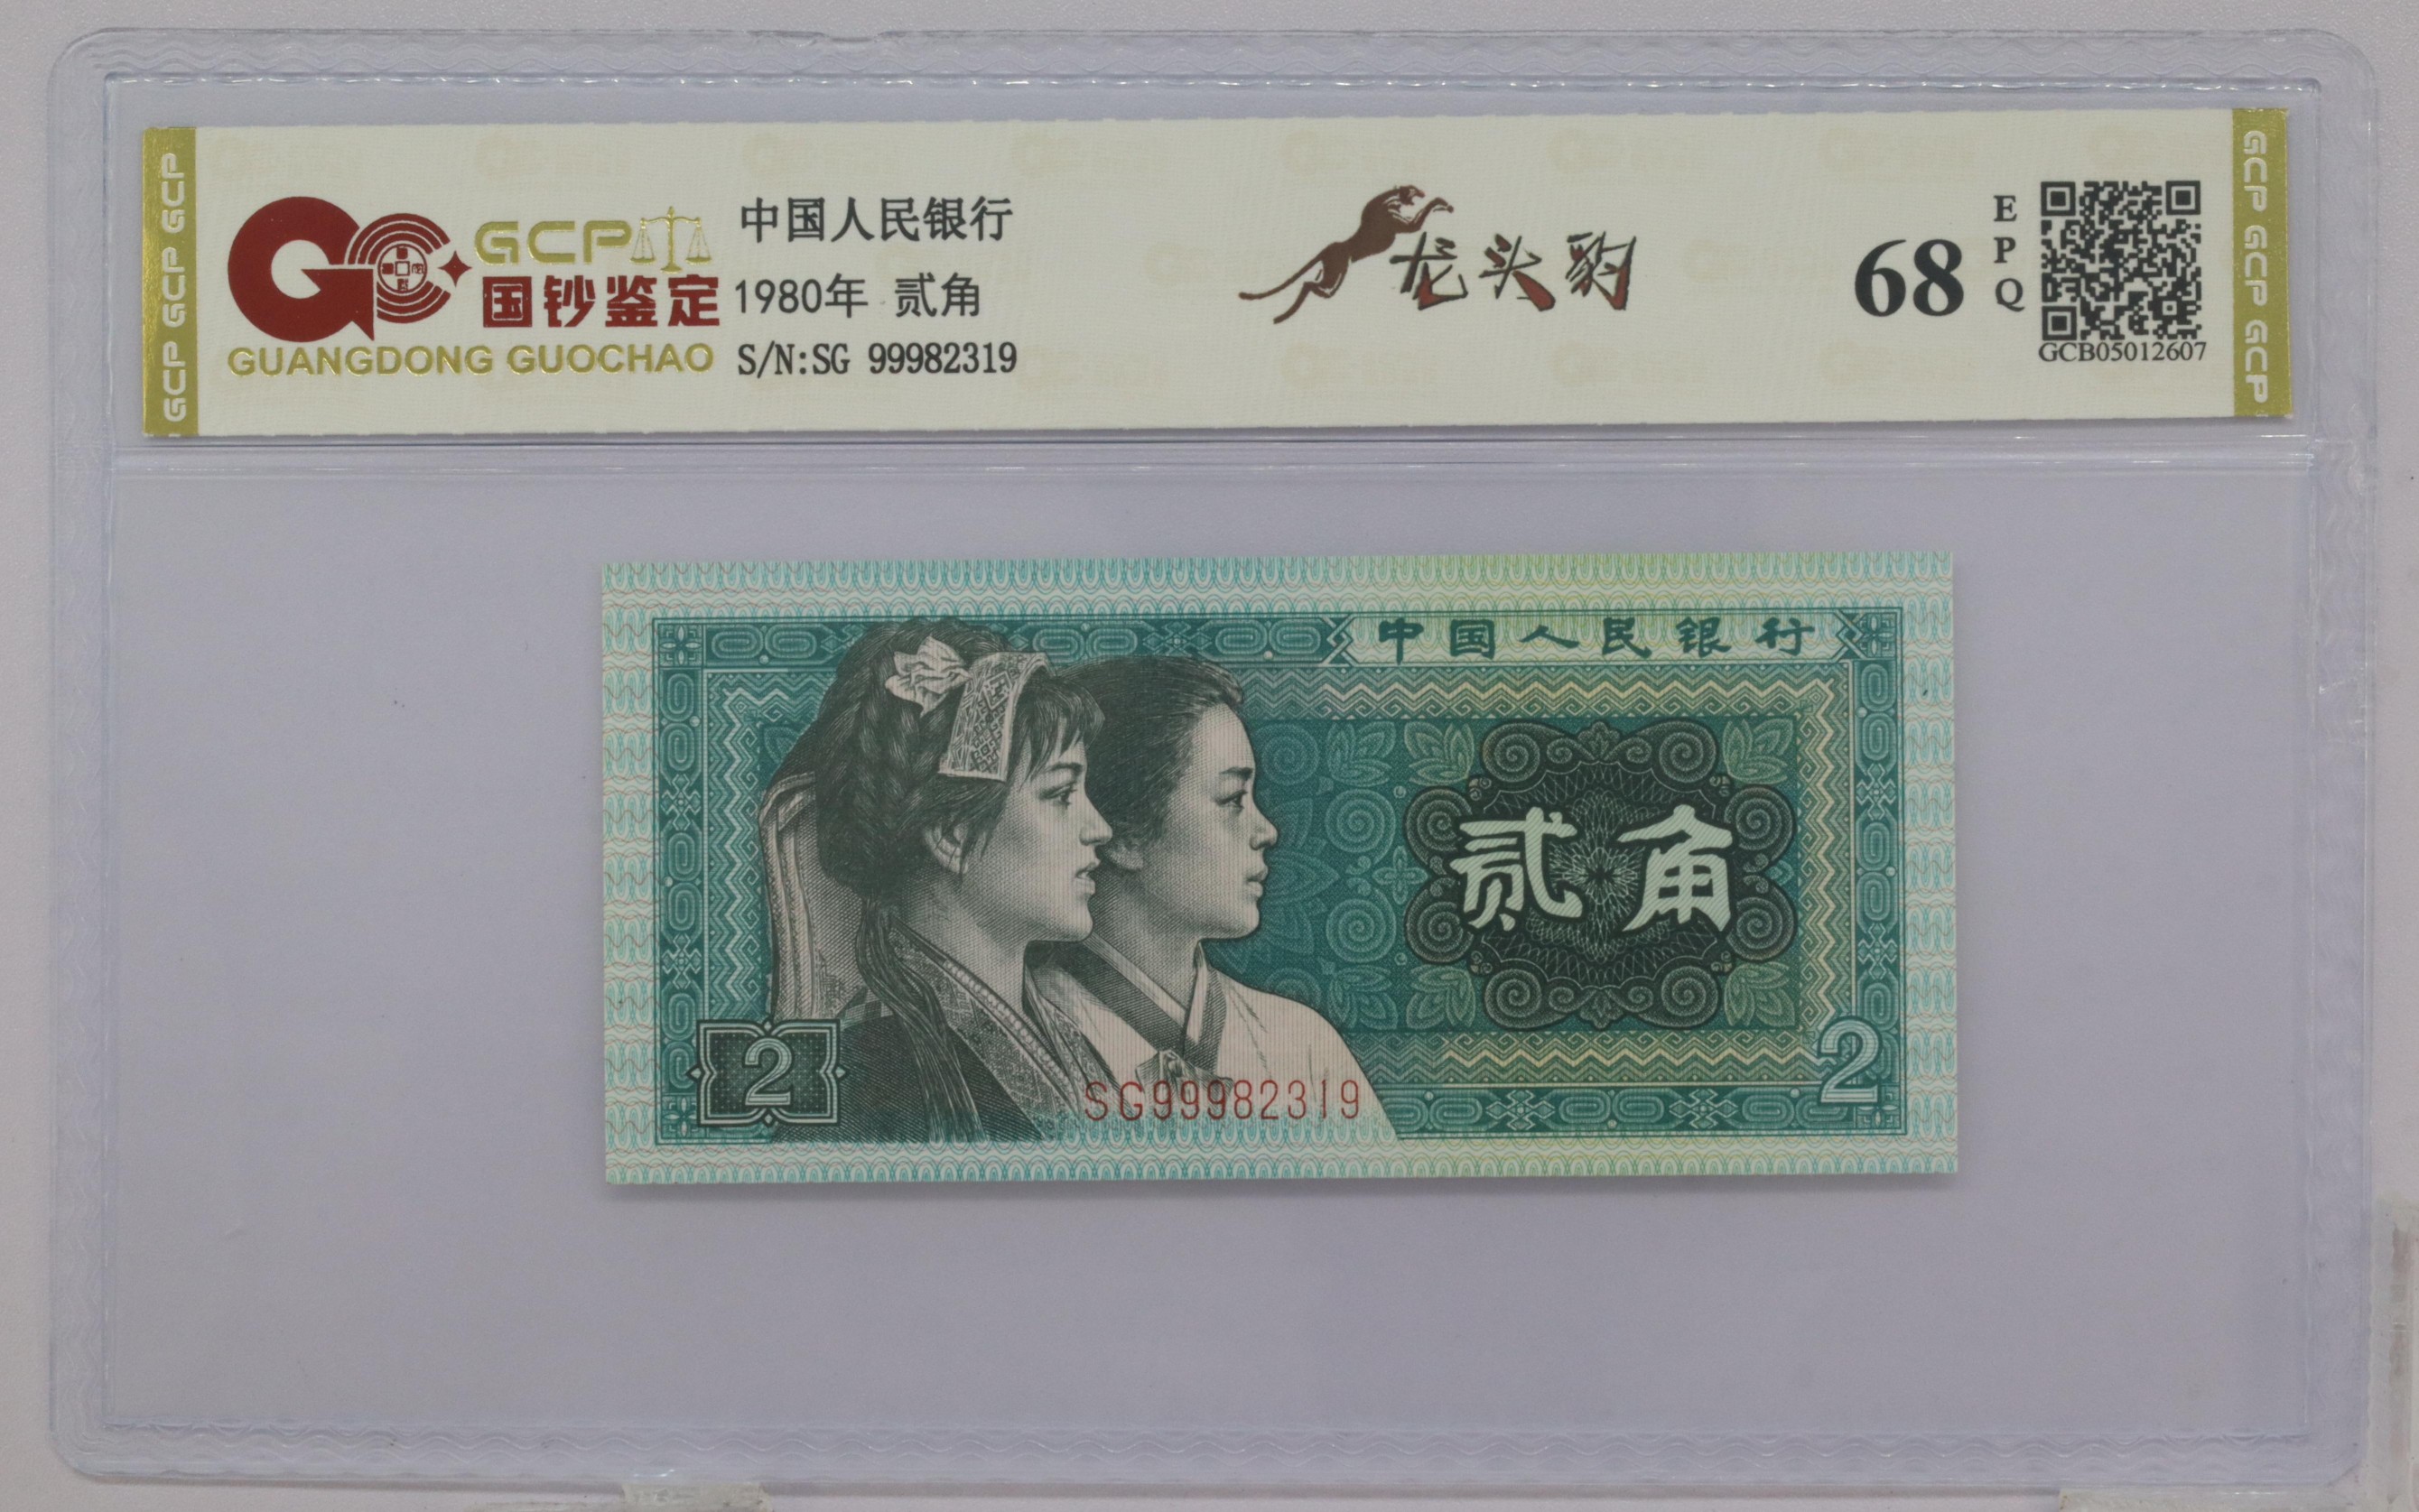 GCP GCP GCP
GCP
国钞鉴定
GUANGDONG GUOCHAO
中国人民银行
1980年 贰角
S/N:SG 99982319
龙头豹
68
EPQ
GCB05012607
GCP GCP GCP
中国人民银行
贰角
2
SG99982319
2